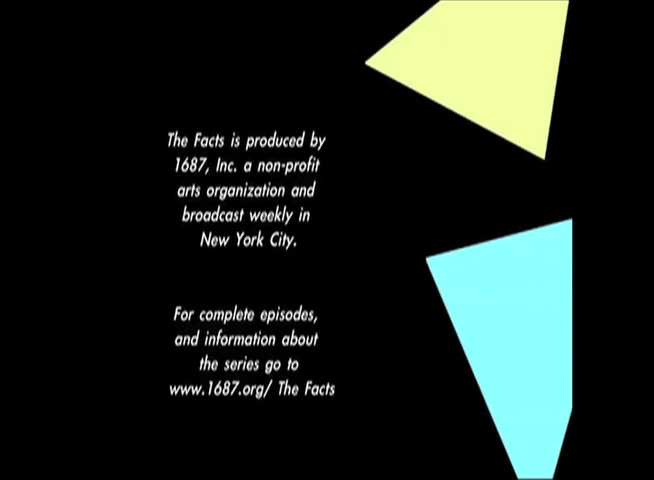 The Facts is produced by
1687, Inc. a non-profit
arts organization and
broadcast weekly in
New York City.
For complete episodes,
and information about
the series go to
www.1687.org/ The Facts